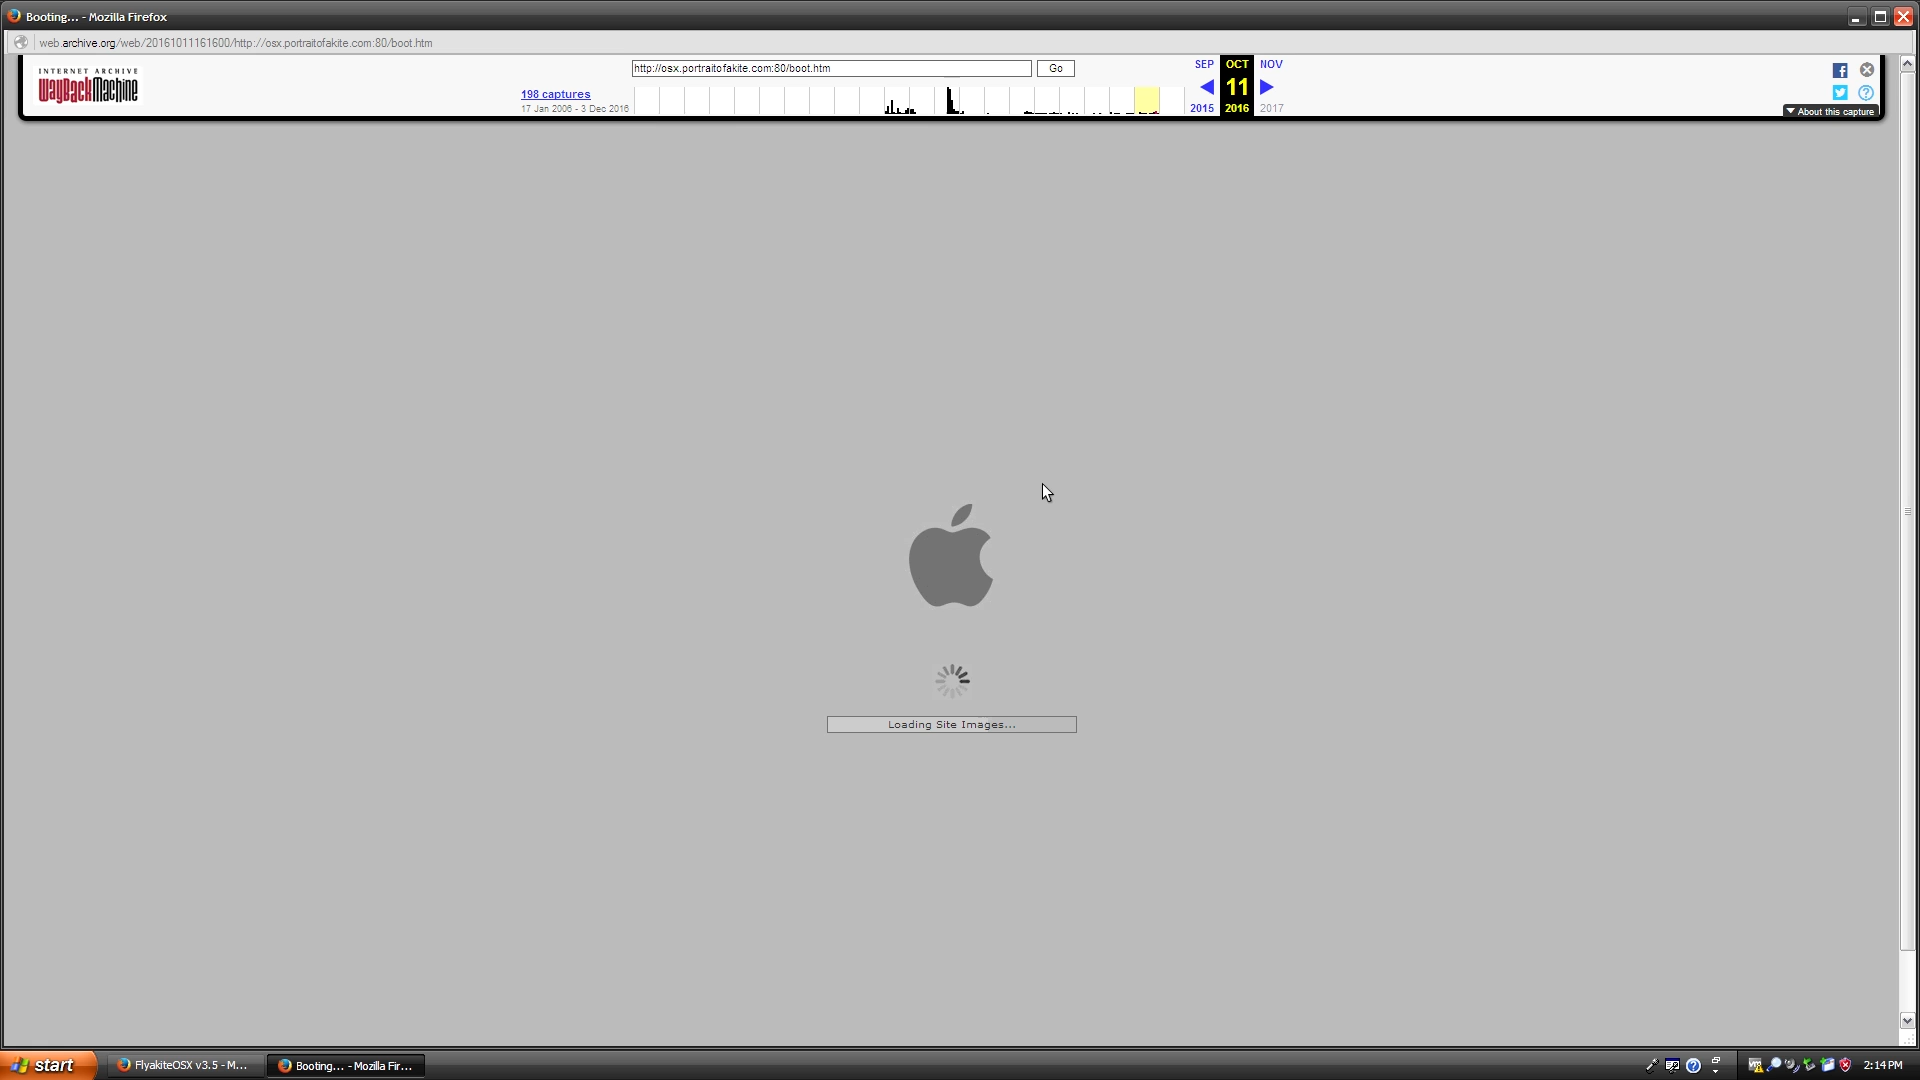 Booting... - Mozilla Firefox
web.archive.org/web/20161011161600/http://osx.portraitofakite.com:80/boot.htm
INTERNET ARCHIVE
WayBackMachine
http://osx.portraitofakite.com:80/boot.htm
Go
198 captures
17 Jan 2006 - 3 Dec 2016
SEP OCT NOV
11
2015 2016 2017
About this capture
Loading Site Images...
start
FlyakiteOSX v3.5 - M...
Booting... - Mozilla Fir...
2:14 PM